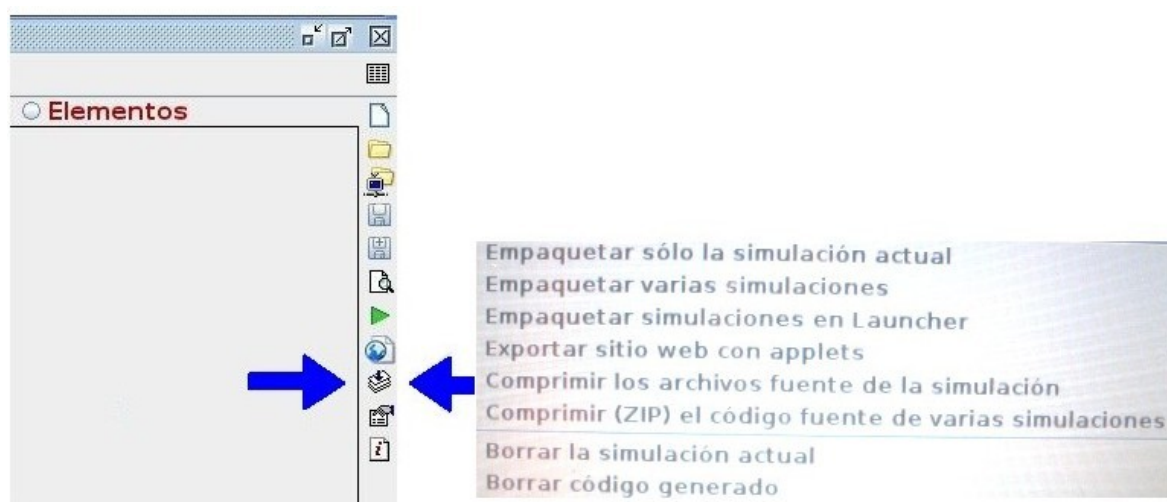 Elementos
Empaquetar sólo la simulación actual
Empaquetar varias simulaciones
Empaquetar simulaciones en Launcher
Exportar sitio web con applets
Comprimir los archivos fuente de la simulación
Comprimir (ZIP) el código fuente de varias simulaciones
Borrar la simulación actual
Borrar código generado